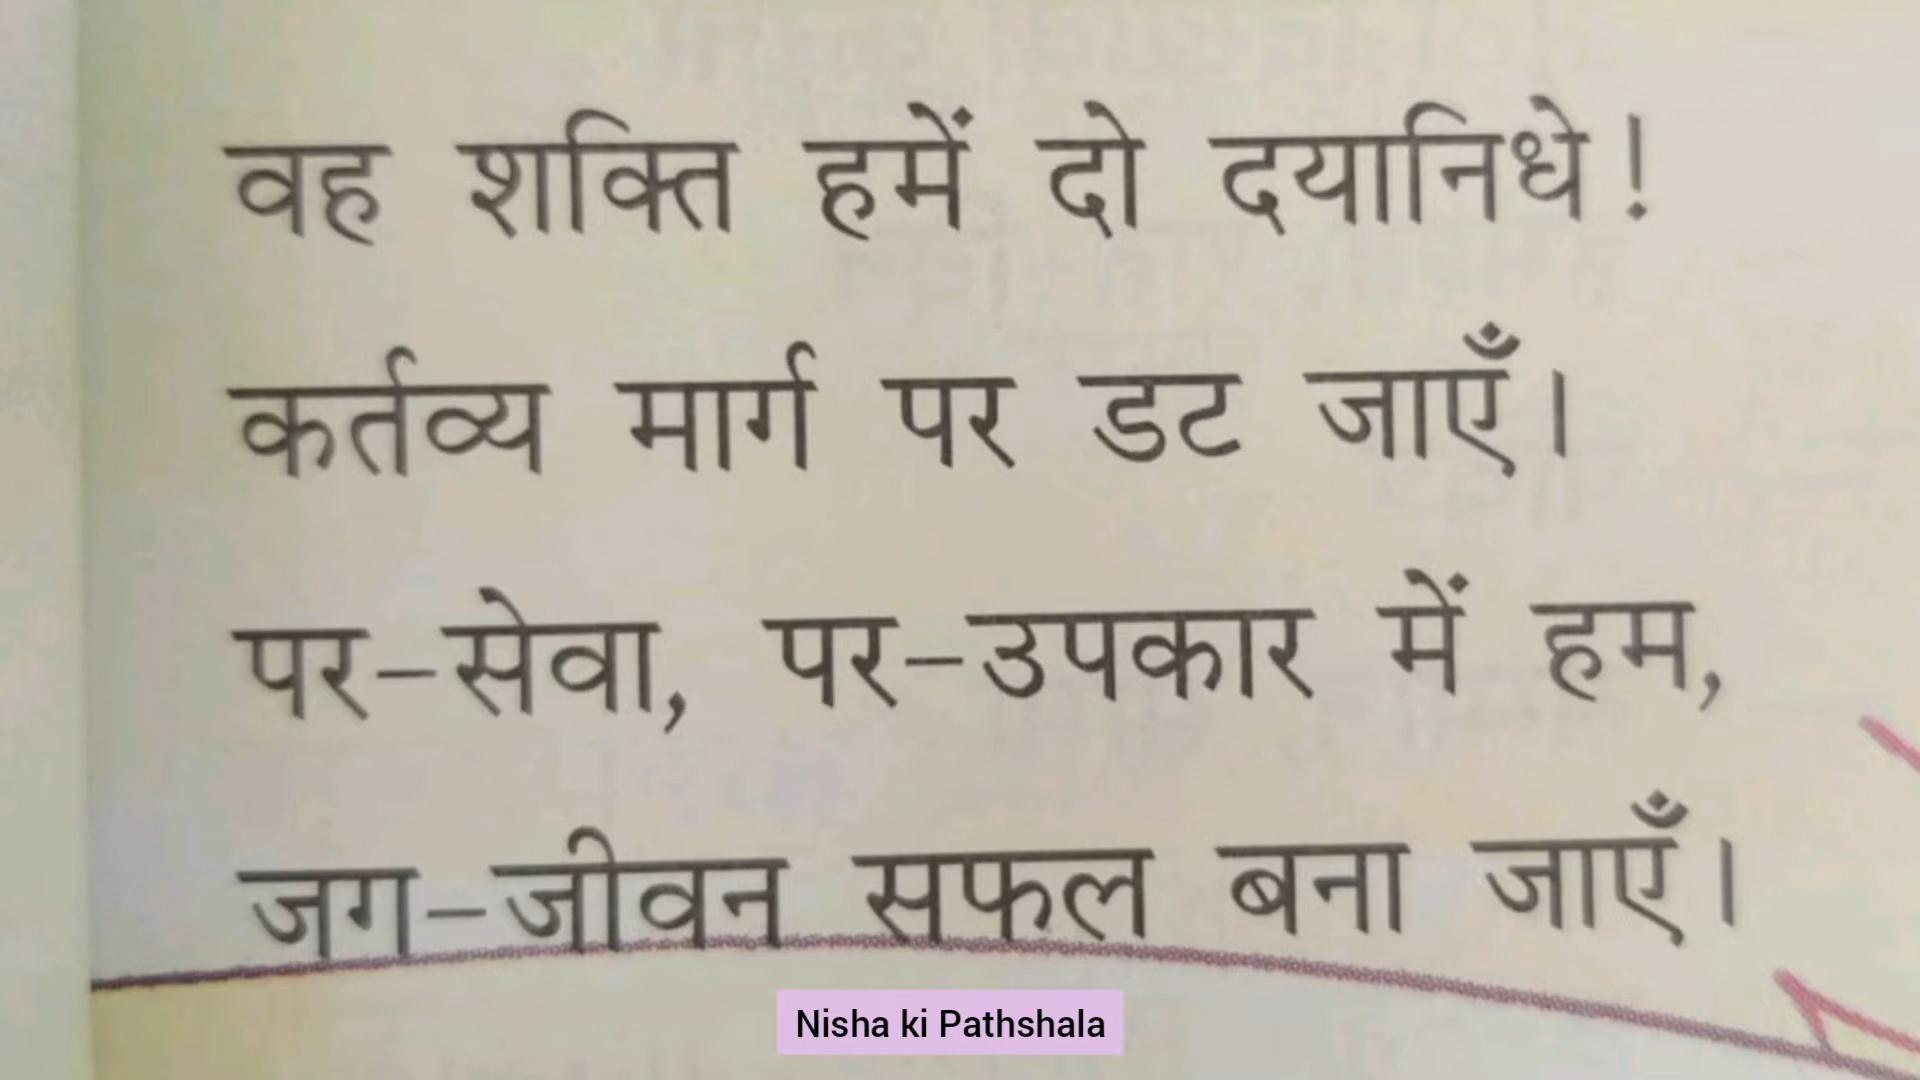 वह शक्ति हमें दो दयानिधे!
कर्तव्य मार्ग पर डट जाएँ।
पर-सेवा, पर-उपकार में हम,
जग-जीवन सफल बना जाएँ।
Nisha ki Pathshala